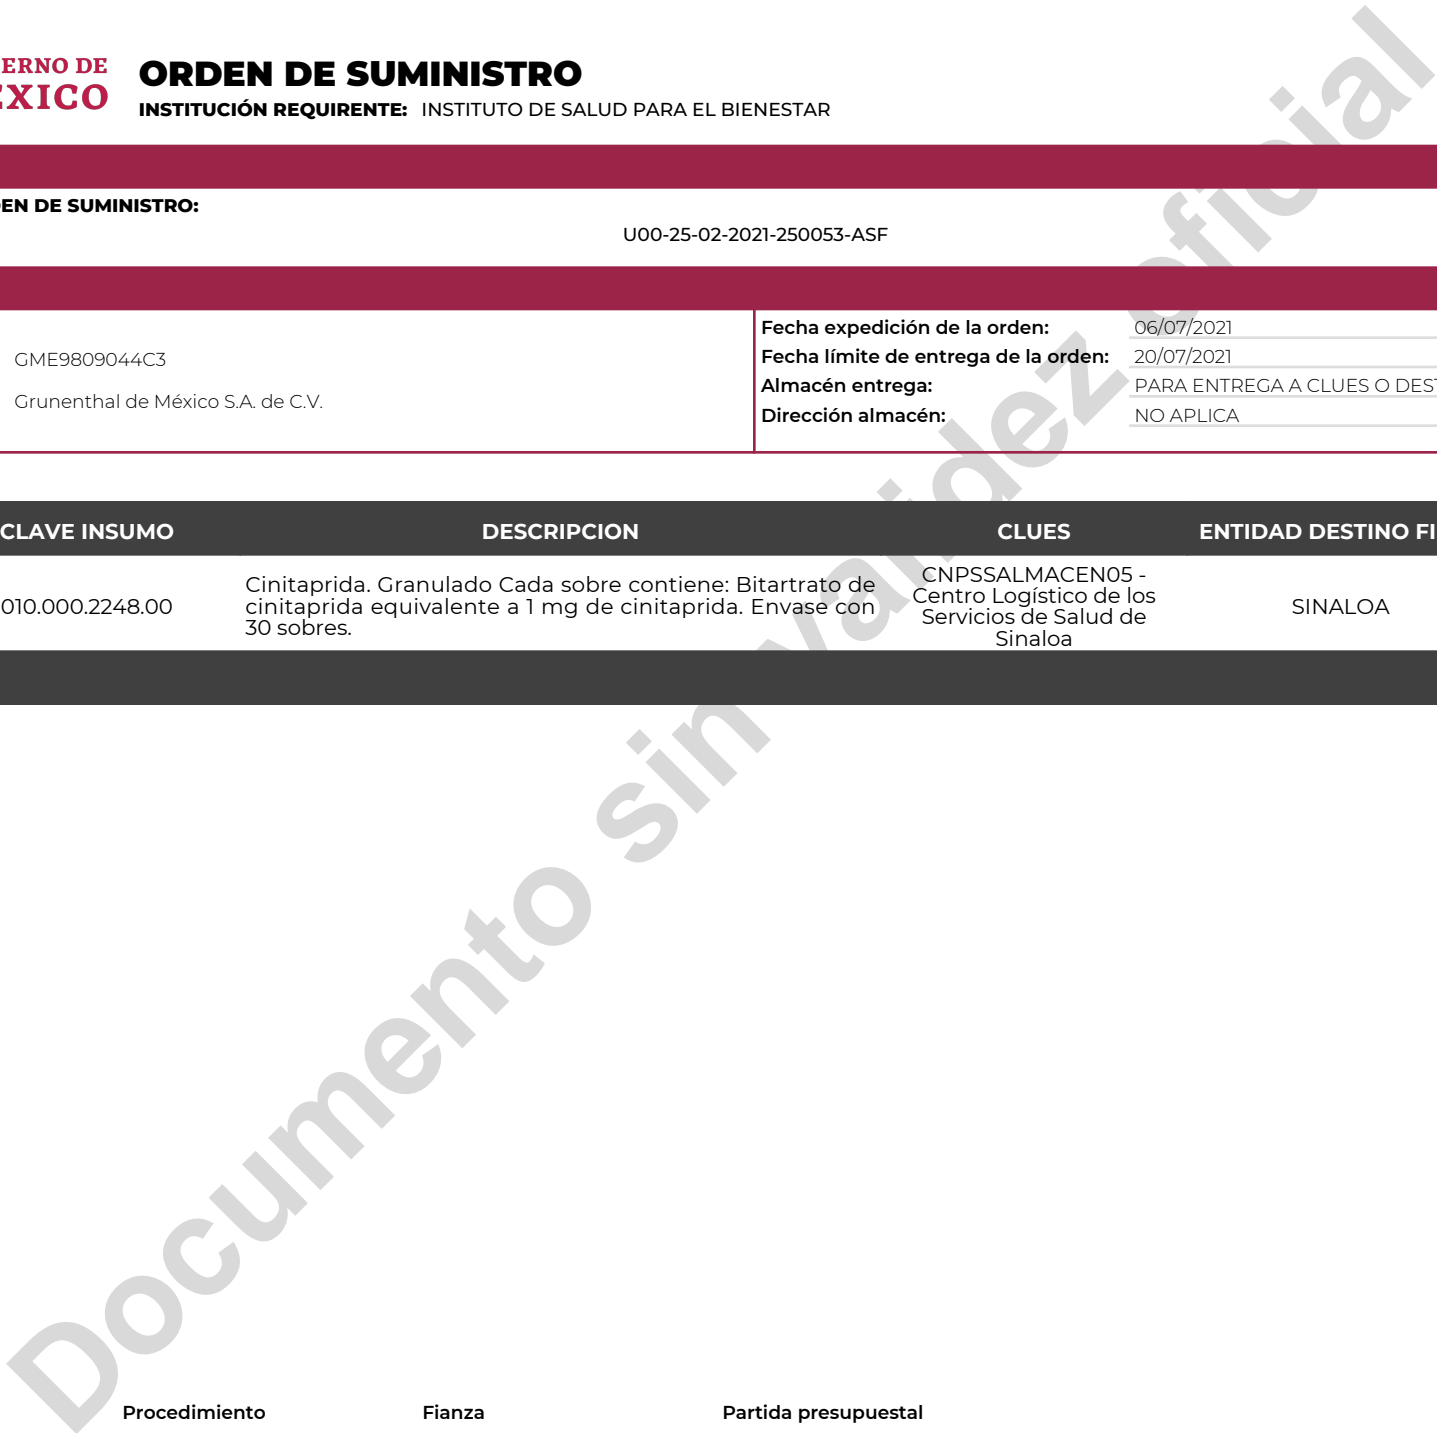 ERNO DE
ÉXICO
ORDEN DE SUMINISTRO
INSTITUCIÓN REQUIRENTE: INSTITUTO DE SALUD PARA EL BIENESTAR
EN DE SUMINISTRO:
U00-25-02-2021-250053-ASF
GME9809044C3
Grunenthal de México S.A. de C.V.
Fecha expedición de la orden: 06/07/2021
Fecha límite de entrega de la orden: 20/07/2021
Almacén entrega: PARA ENTREGA A CLUES O DEST
Dirección almacén: NO APLICA
CLAVE INSUMO DESCRIPCION CLUES ENTIDAD DESTINO FI
010.000.2248.00
Cinitaprida. Granulado Cada sobre contiene: Bitartrato de
cinitaprida equivalente a 1 mg de cinitaprida. Envase con
30 sobres.
CNPSSALMACEN05 -
Centro Logístico de los
Servicios de Salud de
Sinaloa
SINALOA
Documento sin validez oficial
Procedimiento Fianza Partida presupuestal